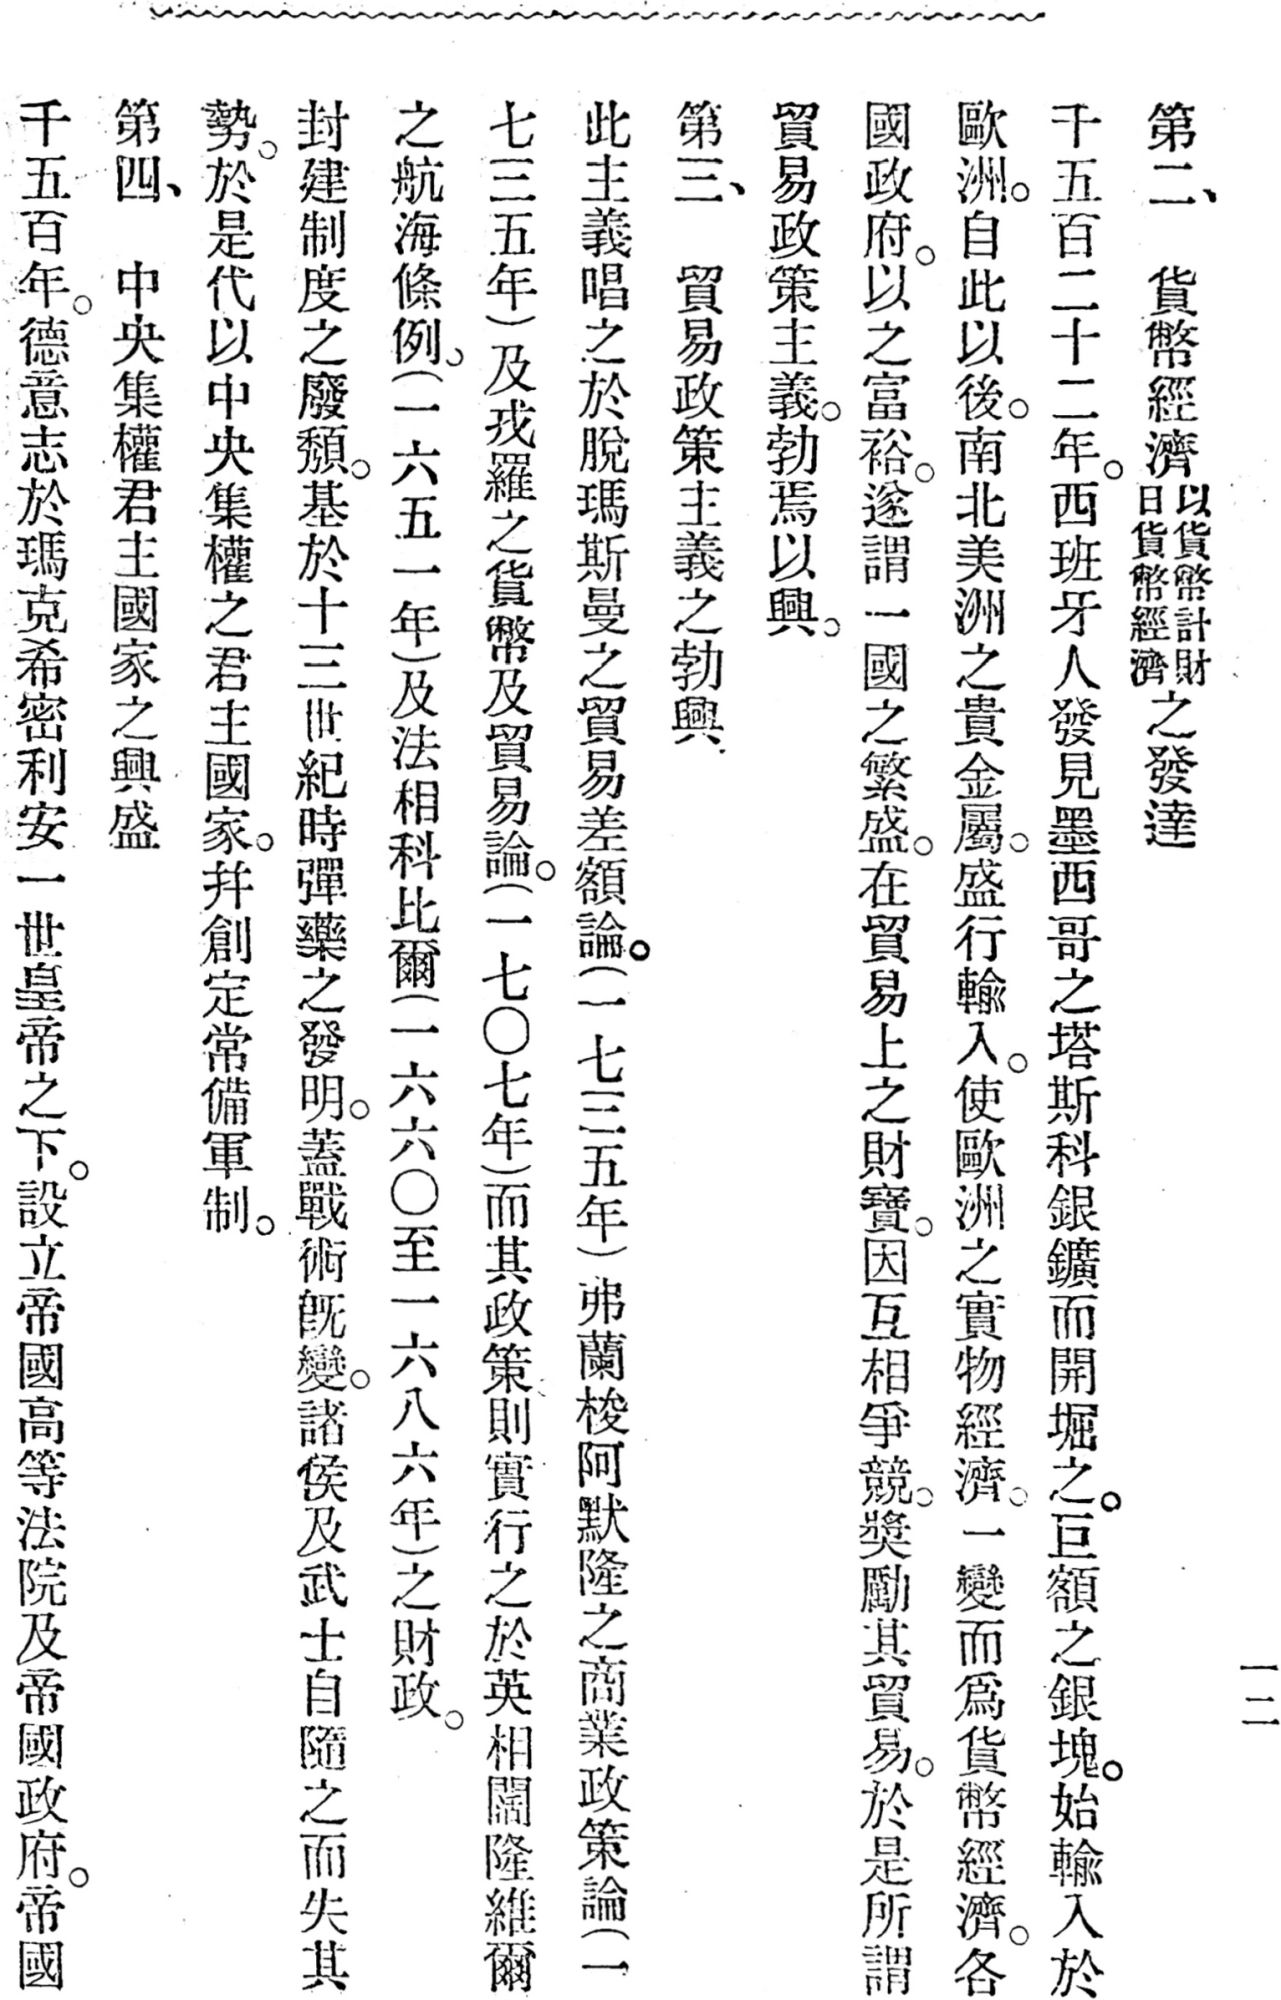 一二
第二、　貨幣經濟以貨幣計財曰貨幣經濟之發達
千五百二十二年。西班牙人發見墨西哥之塔斯科銀鑛而開堀之。巨額之銀塊。始輸入於
歐洲。自此以後。南北美洲之貴金屬。盛行輸入。使歐洲之實物經濟。一變而爲貨幣經濟。各
國政府。以之富裕。遂謂一國之繁盛。在貿易上之財寶。因互相爭競。獎勵其貿易。於是所謂
貿易政策主義。勃焉以興。
第三、　貿易政策主義之勃興
此主義唱之於脫瑪斯曼之貿易差額論。（一七三五年）弗蘭梭阿默隆之商業政策論（一
七三五年）及戎羅之貨幣及貿易論。（一七〇七年）而其政策則實行之於英相闊隆維爾
之航海條例。（一六五一年）及法相科比爾（一六六〇至一六八六年）之財政。
封建制度之廢頹。基於十三世紀時彈藥之發明。蓋戰術既變。諸侯及武士自隨之而失其
勢。於是代以中央集權之君主國家。幷創定常備軍制。
第四、　中央集權君主國家之興盛
千五百年。德意志於瑪克希密利安一世皇帝之下。設立帝國高等法院及帝國政府。帝國